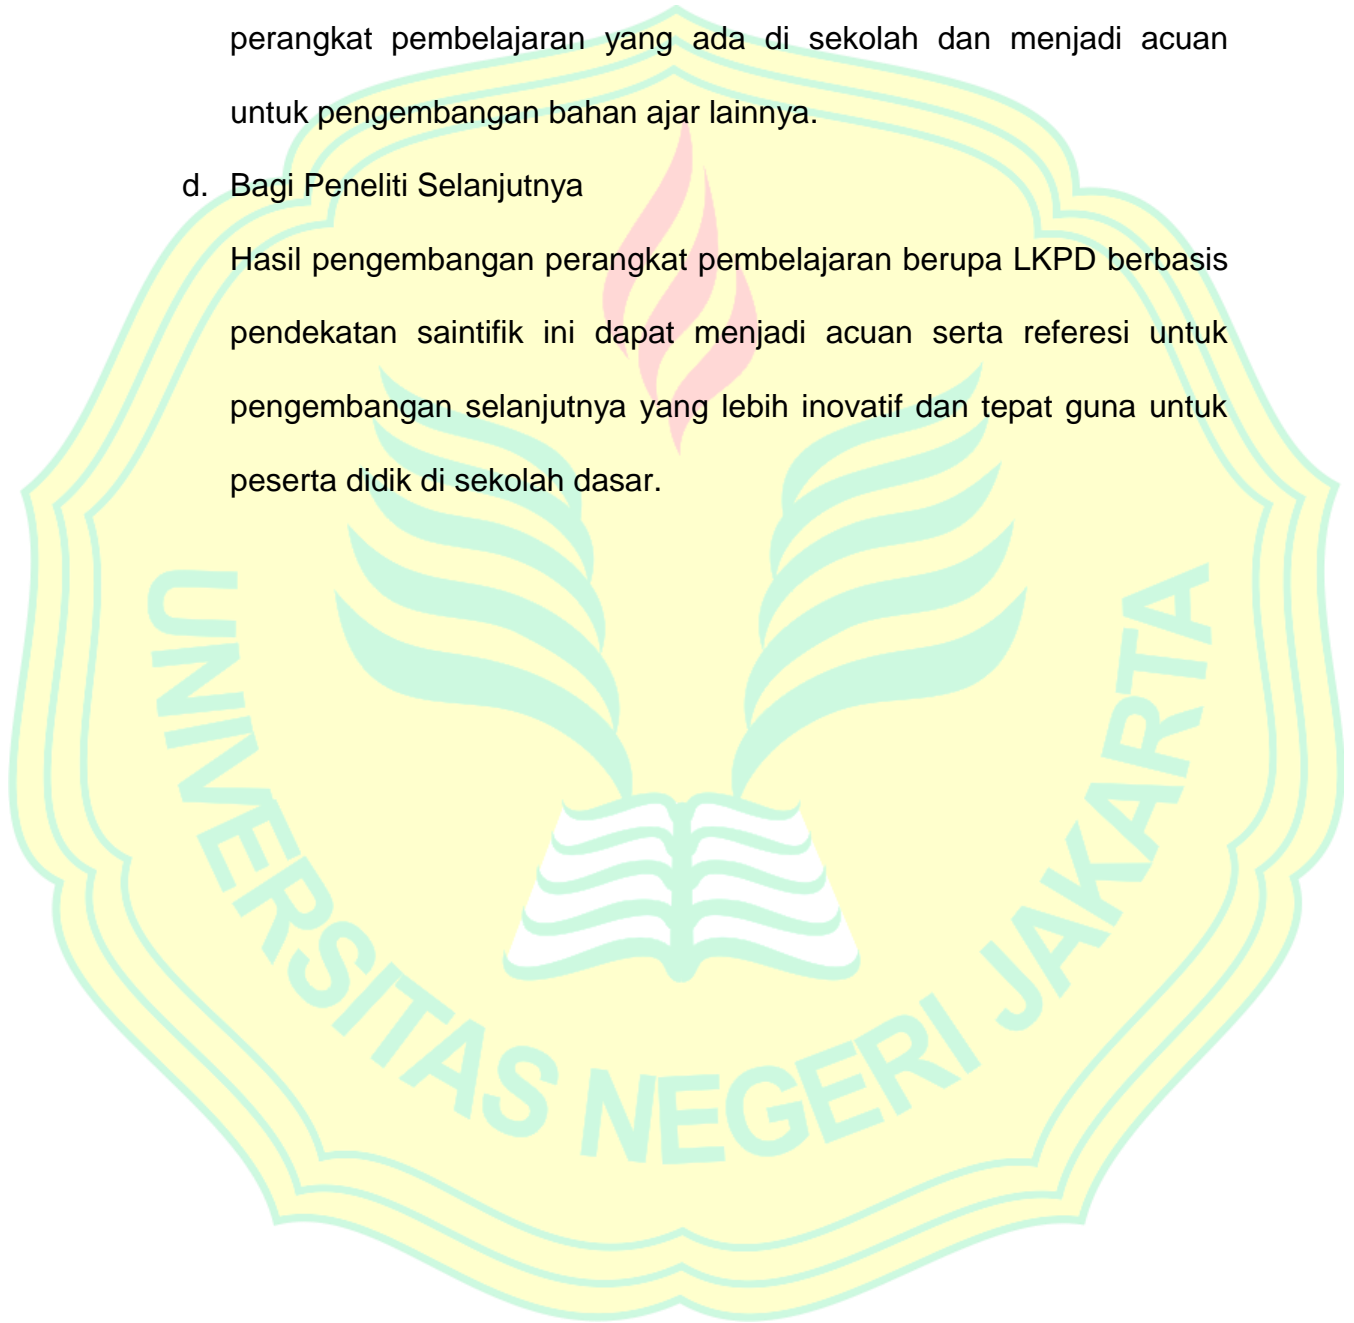 perangkat pembelajaran yang ada di sekolah dan menjadi acuan
untuk pengembangan bahan ajar lainnya.
d. Bagi Peneliti Selanjutnya
Hasil pengembangan perangkat pembelajaran berupa LKPD berbasis
pendekatan saintifik ini dapat menjadi acuan serta referesi untuk
pengembangan selanjutnya yang lebih inovatif dan tepat guna untuk
peserta didik di sekolah dasar.
UNIVERSITAS NEGERI JAKARTA